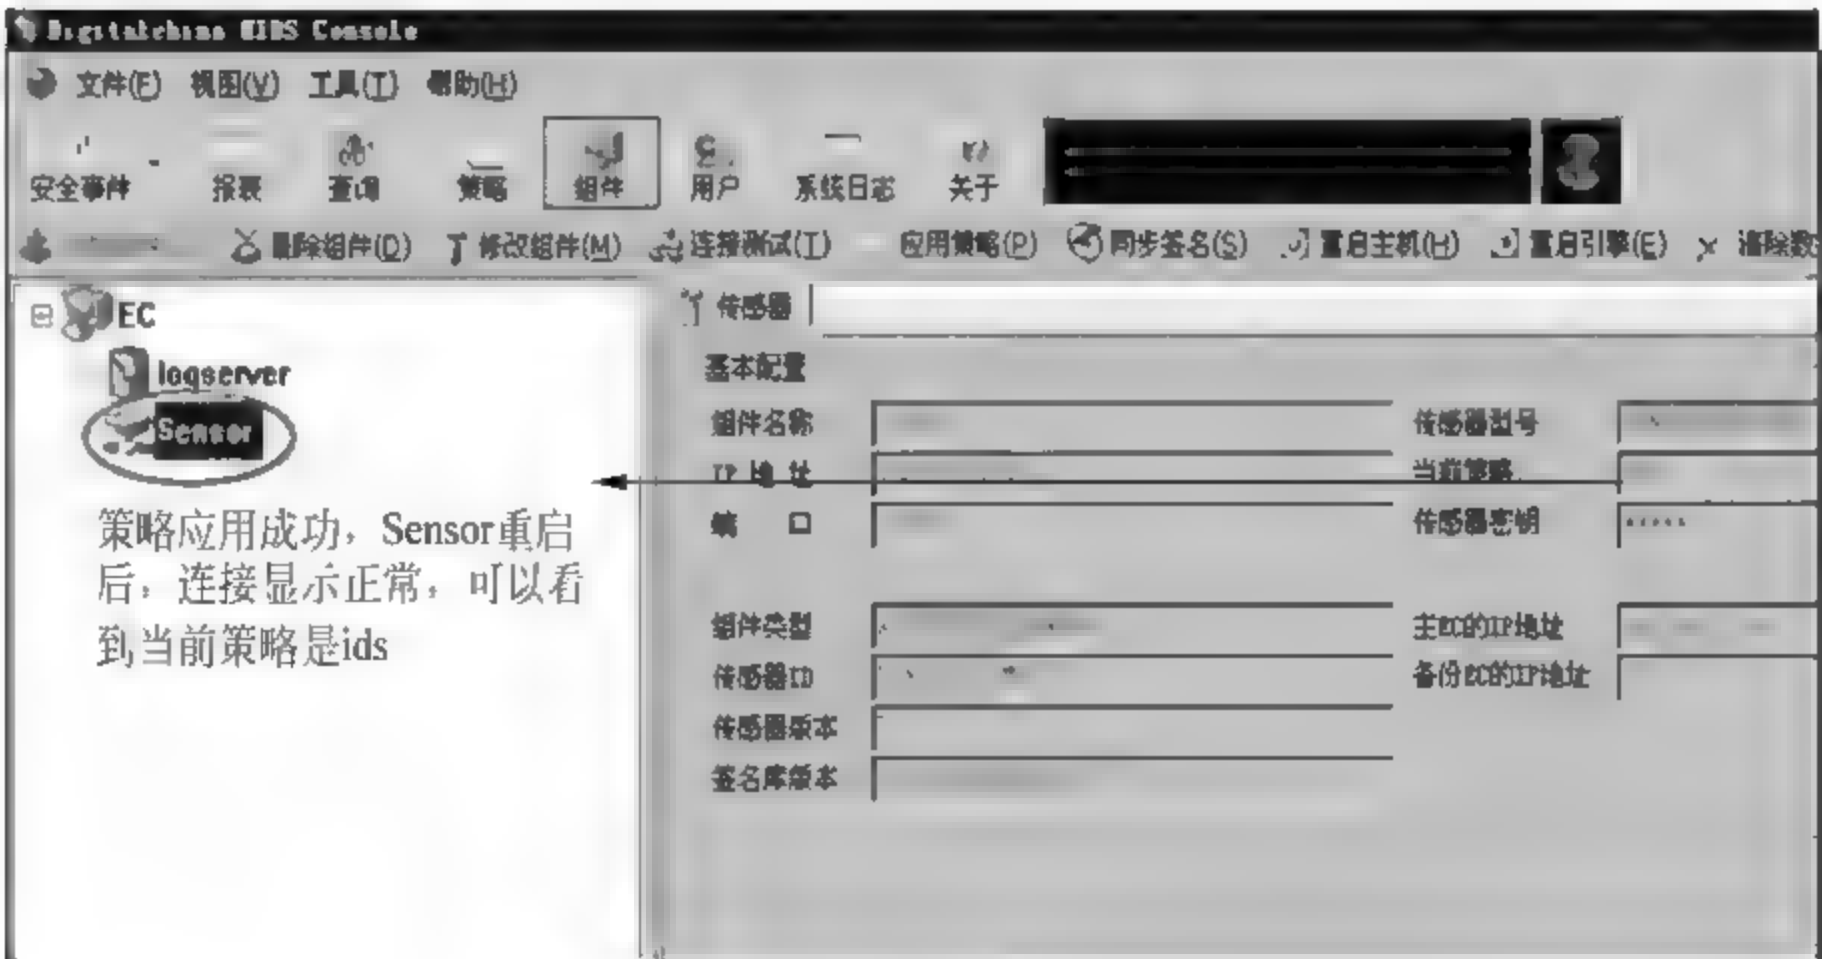 Digitalchina NIDS Console
文件(F) 视图(V) 工具(T) 帮助(H)
安全事件 报表 查询 策略 组件 用户 系统日志 关于
删除组件(D) 修改组件(M) 连接测试(T) 应用策略(P) 同步签名(S) 重启主机(H) 重启引擎(E) 清除数
EC
logserver
Sensor
策略应用成功，Sensor重启
后，连接显示正常，可以看
到当前策略是ids
传感器
基本配置
组件名称 传感器型号
IP 地 址 当前策略
端 口 传感器密钥 *****
组件类型 主EC的IP地址
传感器ID 备份EC的IP地址
传感器版本
签名库版本